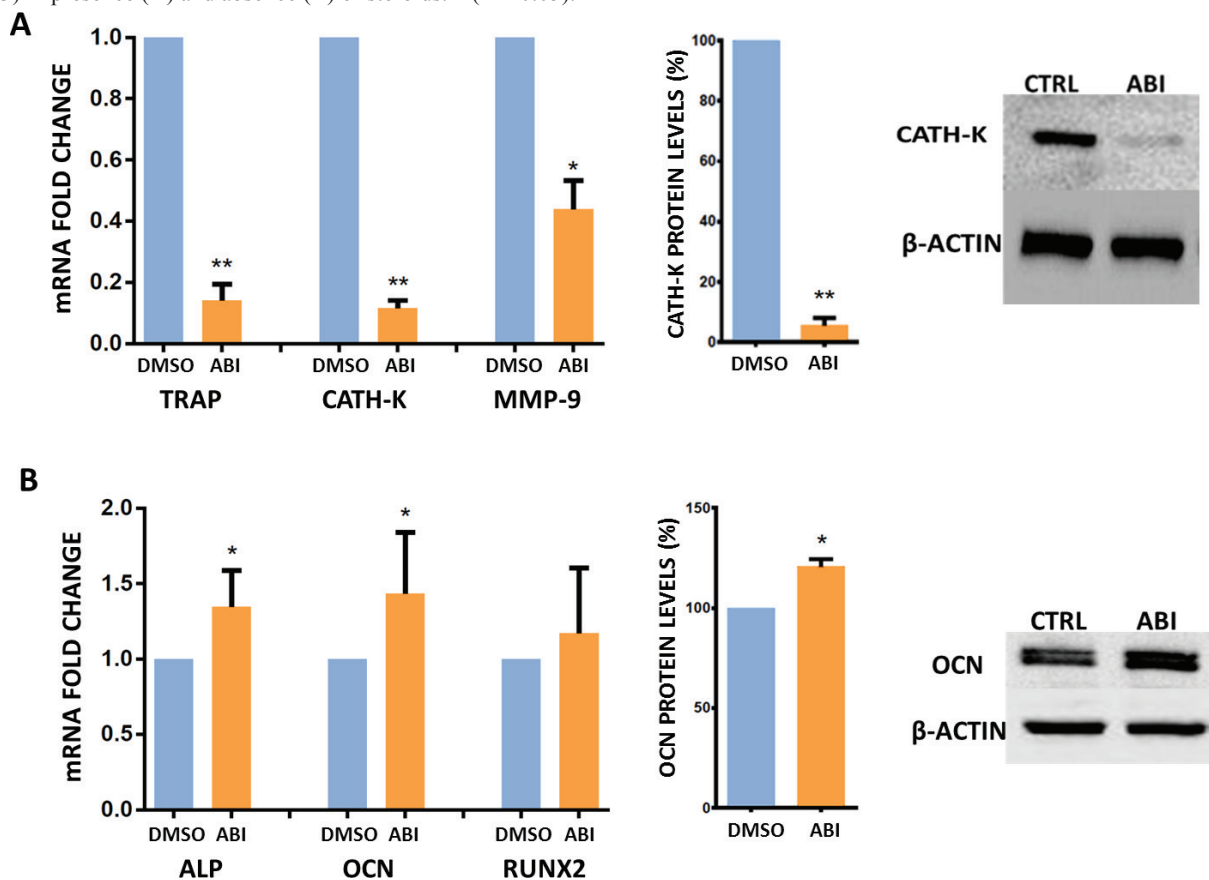 A
mRNA FOLD CHANGE
1.0
0.8
0.6
0.4
0.2
0.0
**
**
*
DMSO ABI DMSO ABI DMSO ABI
TRAP CATH-K MMP-9
CATH-K PROTEIN LEVELS (%)
100
80
60
40
20
0
**
DMSO ABI
CTRL ABI
CATH-K
β-ACTIN
B
mRNA FOLD CHANGE
2.0
1.5
1.0
0.5
0.0
*
*
DMSO ABI DMSO ABI DMSO ABI
ALP OCN RUNX2
OCN PROTEIN LEVELS (%)
150
100
50
0
*
DMSO ABI
CTRL ABI
OCN
β-ACTIN